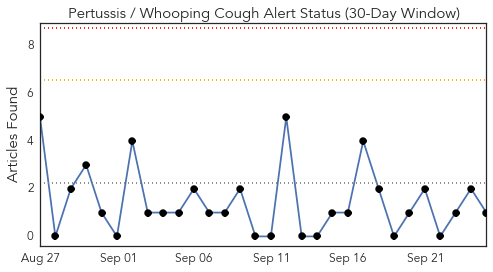 Pertussis / Whooping Cough Alert Status (30-Day Window)
Articles Found
8
6
4
2
0
Aug 27 Sep 01 Sep 06 Sep 11 Sep 16 Sep 21